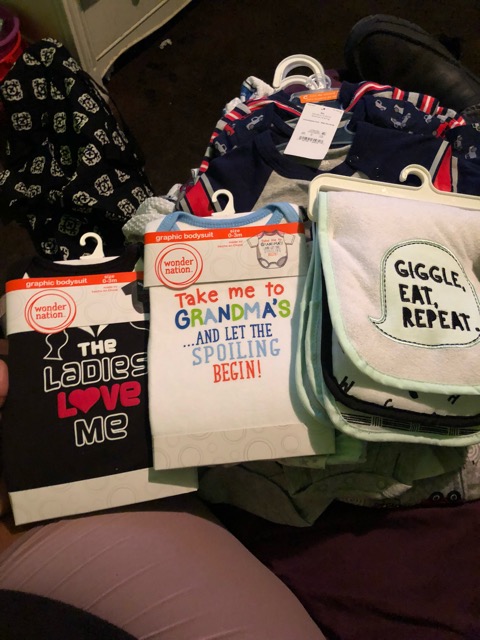 graphic bodysuit
size
0-3m
wonder
nation.
THE
LADIES
LOVE
ME
graphic bodysuit
size
0-3m
wonder
nation.
Take me to
GRANDMA'S
...AND LET THE
SPOILING
BEGIN!
GIGGLE,
EAT,
REPEAT.